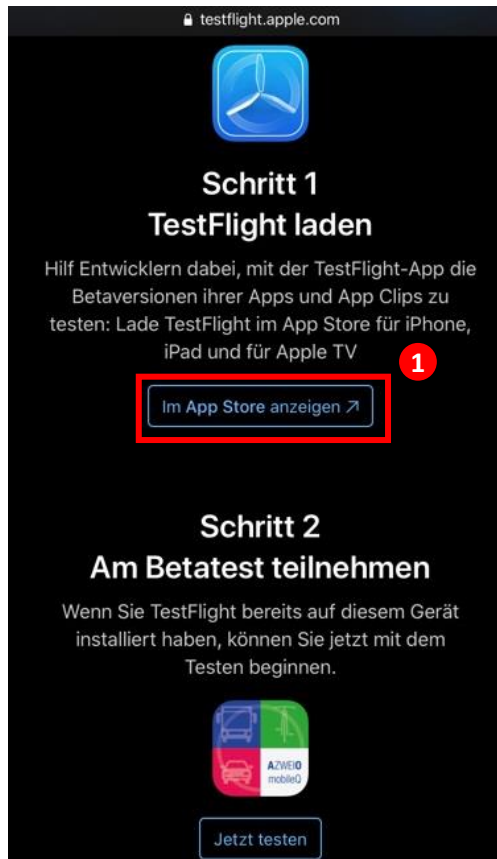 testflight.apple.com
Schritt 1
TestFlight laden
Hilf Entwicklern dabei, mit der TestFlight-App die
Betaversionen ihrer Apps und App Clips zu
testen: Lade TestFlight im App Store für iPhone,
iPad und für Apple TV
1
Im App Store anzeigen ↗
Schritt 2
Am Betatest teilnehmen
Wenn Sie TestFlight bereits auf diesem Gerät
installiert haben, können Sie jetzt mit dem
Testen beginnen.
AZWEIO
mobileQ
Jetzt testen